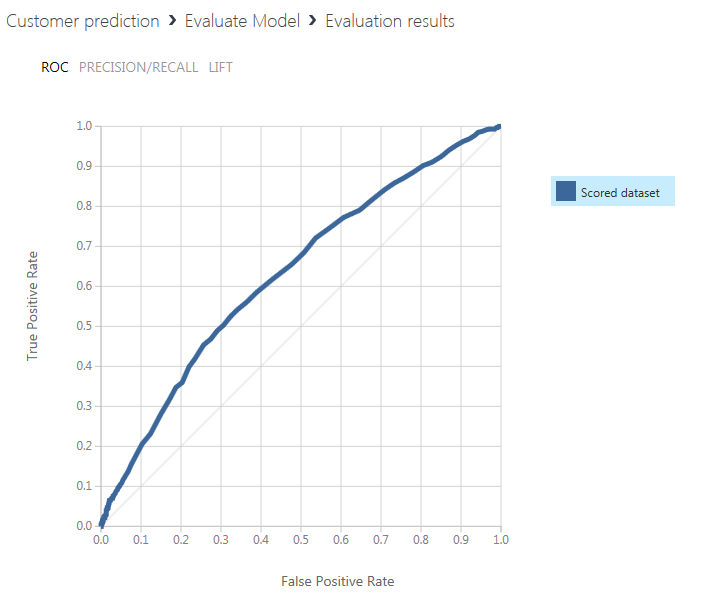 Customer prediction › Evaluate Model › Evaluation results
ROC PRECISION/RECALL LIFT
1.0
0.9
Scored dataset
0.8
0.7
0.6
0.5
0.4
0.3
0.2
0.1
0.0
True Positive Rate
0.0 0.1 0.2 0.3 0.4 0.5 0.6 0.7 0.8 0.9 1.0
False Positive Rate